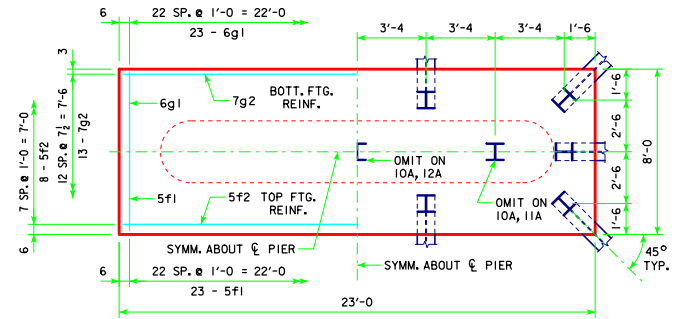 6
22 SP. @ 1'-0 = 22'-0
23 - 6g1
3'-4
3'-4
3'-4
1'-6
3
6g1
7g2
BOTT. FTG.
REINF.
1'-6
2'-6
8'-0
2'-6
1'-6
7 SP. @ 1'-0 = 7'-0
8 - 5f2
12 SP. @ 7 1/2 = 7'-6
13 - 7g2
OMIT ON
10A, 12A
OMIT ON
10A, 11A
5f1
5f2 TOP FTG.
REINF.
6
SYMM. ABOUT ℄ PIER
SYMM. ABOUT ℄ PIER
45°
TYP.
6
22 SP. @ 1'-0 = 22'-0
23 - 5f1
23'-0